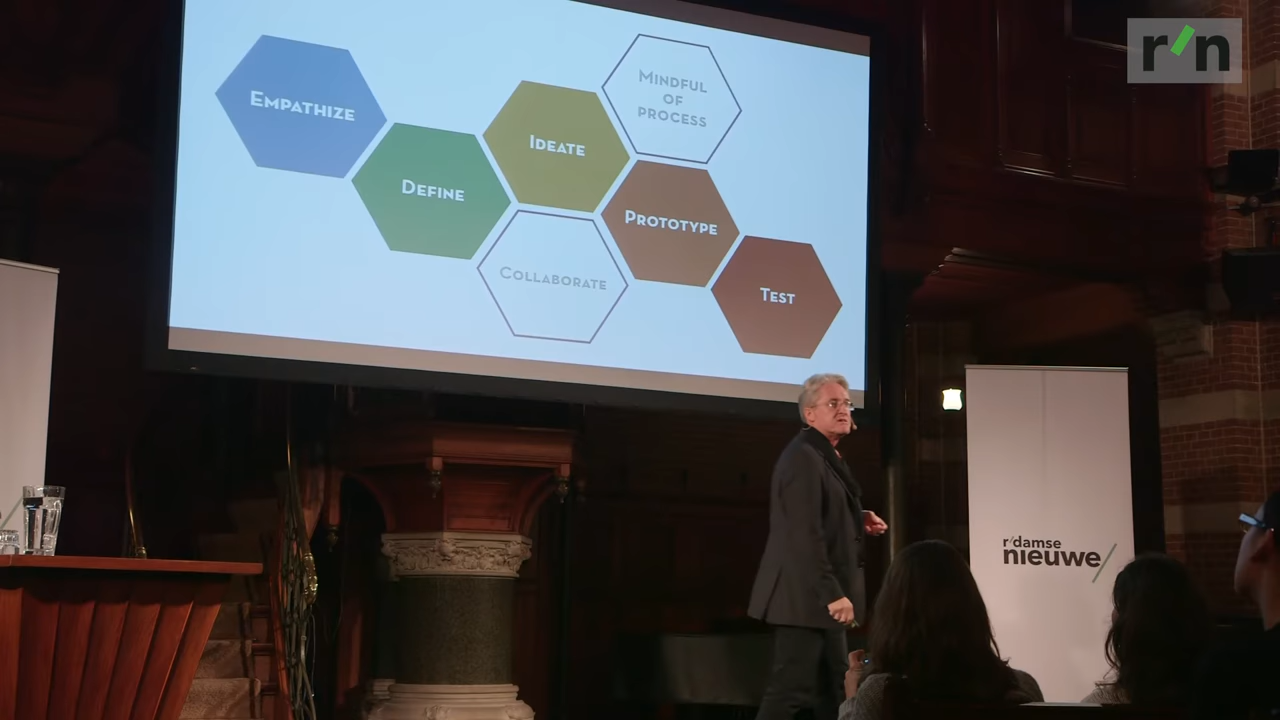 r/n
EMPATHIZE
DEFINE
IDEATE
MINDFUL
OF
PROCESS
COLLABORATE
PROTOTYPE
TEST
r/damse
nieuwe/